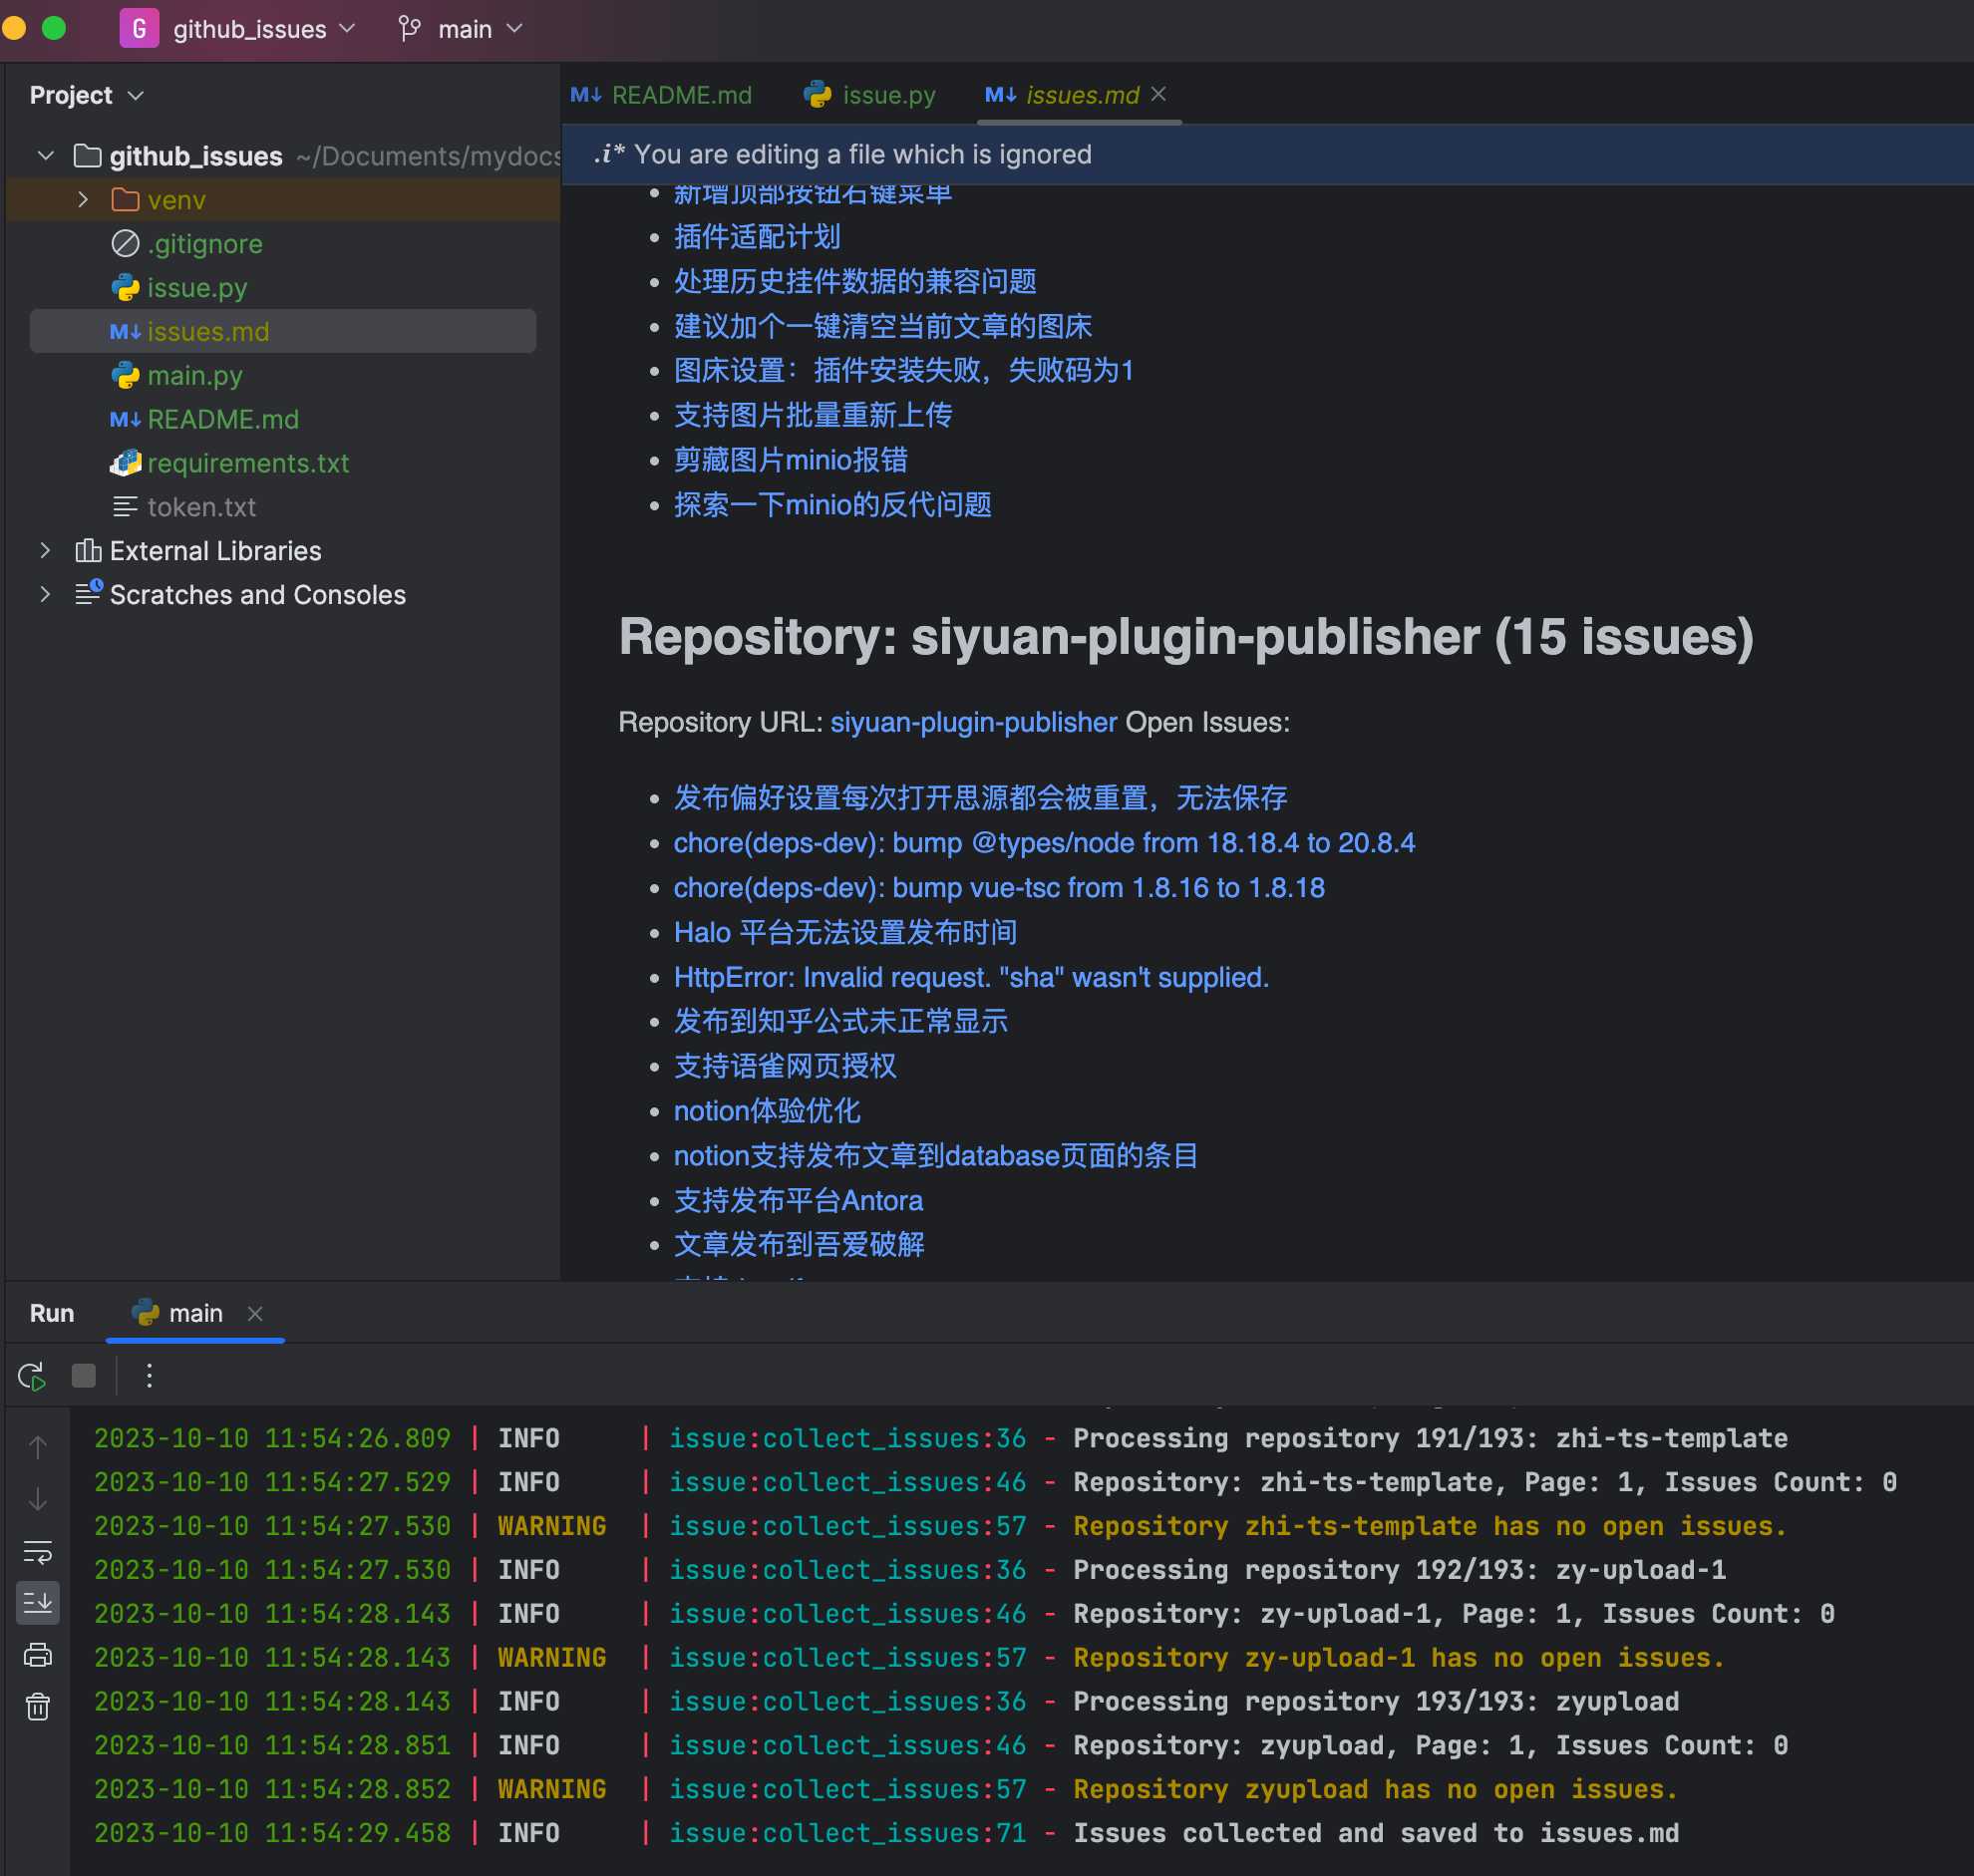 G github_issues main
Project
github_issues ~/Documents/mydocs
venv
.gitignore
issue.py
M↓ issues.md
main.py
M↓ README.md
requirements.txt
token.txt
External Libraries
Scratches and Consoles
M↓ README.md issue.py M↓ issues.md
.i* You are editing a file which is ignored
新增顶部按钮右键菜单
插件适配计划
处理历史挂件数据的兼容问题
建议加个一键清空当前文章的图床
图床设置：插件安装失败，失败码为1
支持图片批量重新上传
剪藏图片minio报错
探索一下minio的反代问题
Repository: siyuan-plugin-publisher (15 issues)
Repository URL: siyuan-plugin-publisher Open Issues:
发布偏好设置每次打开思源都会被重置，无法保存
chore(deps-dev): bump @types/node from 18.18.4 to 20.8.4
chore(deps-dev): bump vue-tsc from 1.8.16 to 1.8.18
Halo 平台无法设置发布时间
HttpError: Invalid request. "sha" wasn't supplied.
发布到知乎公式未正常显示
支持语雀网页授权
notion体验优化
notion支持发布文章到database页面的条目
支持发布平台Antora
文章发布到吾爱破解
Run main
2023-10-10 11:54:26.809 | INFO | issue:collect_issues:36 - Processing repository 191/193: zhi-ts-template
2023-10-10 11:54:27.529 | INFO | issue:collect_issues:46 - Repository: zhi-ts-template, Page: 1, Issues Count: 0
2023-10-10 11:54:27.530 | WARNING | issue:collect_issues:57 - Repository zhi-ts-template has no open issues.
2023-10-10 11:54:27.530 | INFO | issue:collect_issues:36 - Processing repository 192/193: zy-upload-1
2023-10-10 11:54:28.143 | INFO | issue:collect_issues:46 - Repository: zy-upload-1, Page: 1, Issues Count: 0
2023-10-10 11:54:28.143 | WARNING | issue:collect_issues:57 - Repository zy-upload-1 has no open issues.
2023-10-10 11:54:28.143 | INFO | issue:collect_issues:36 - Processing repository 193/193: zyupload
2023-10-10 11:54:28.851 | INFO | issue:collect_issues:46 - Repository: zyupload, Page: 1, Issues Count: 0
2023-10-10 11:54:28.852 | WARNING | issue:collect_issues:57 - Repository zyupload has no open issues.
2023-10-10 11:54:29.458 | INFO | issue:collect_issues:71 - Issues collected and saved to issues.md